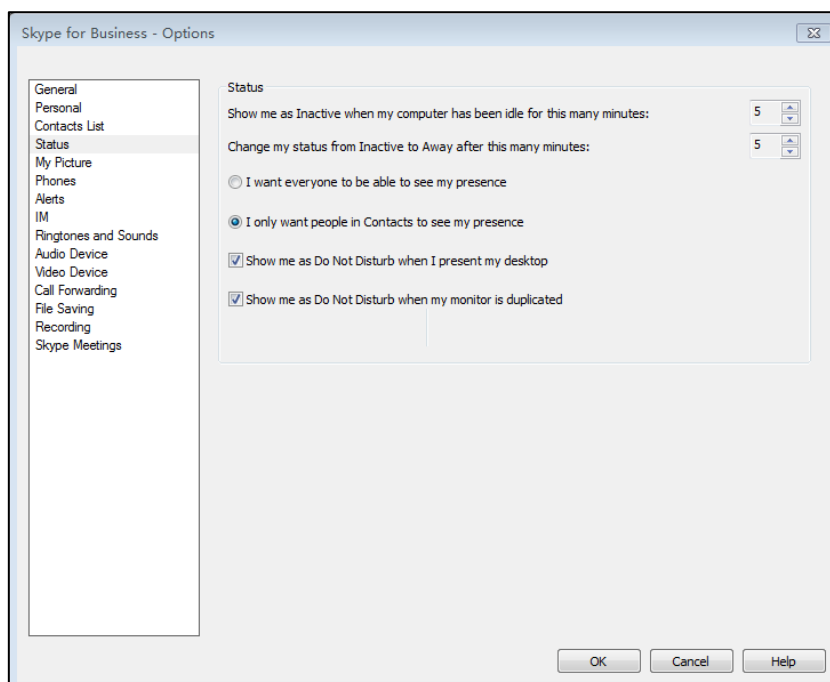 Skype for Business - Options
General
Personal
Contacts List
Status
My Picture
Phones
Alerts
IM
Ringtones and Sounds
Audio Device
Video Device
Call Forwarding
File Saving
Recording
Skype Meetings
Status
Show me as Inactive when my computer has been idle for this many minutes: 5
Change my status from Inactive to Away after this many minutes: 5
I want everyone to be able to see my presence
I only want people in Contacts to see my presence
Show me as Do Not Disturb when I present my desktop
Show me as Do Not Disturb when my monitor is duplicated
OK Cancel Help